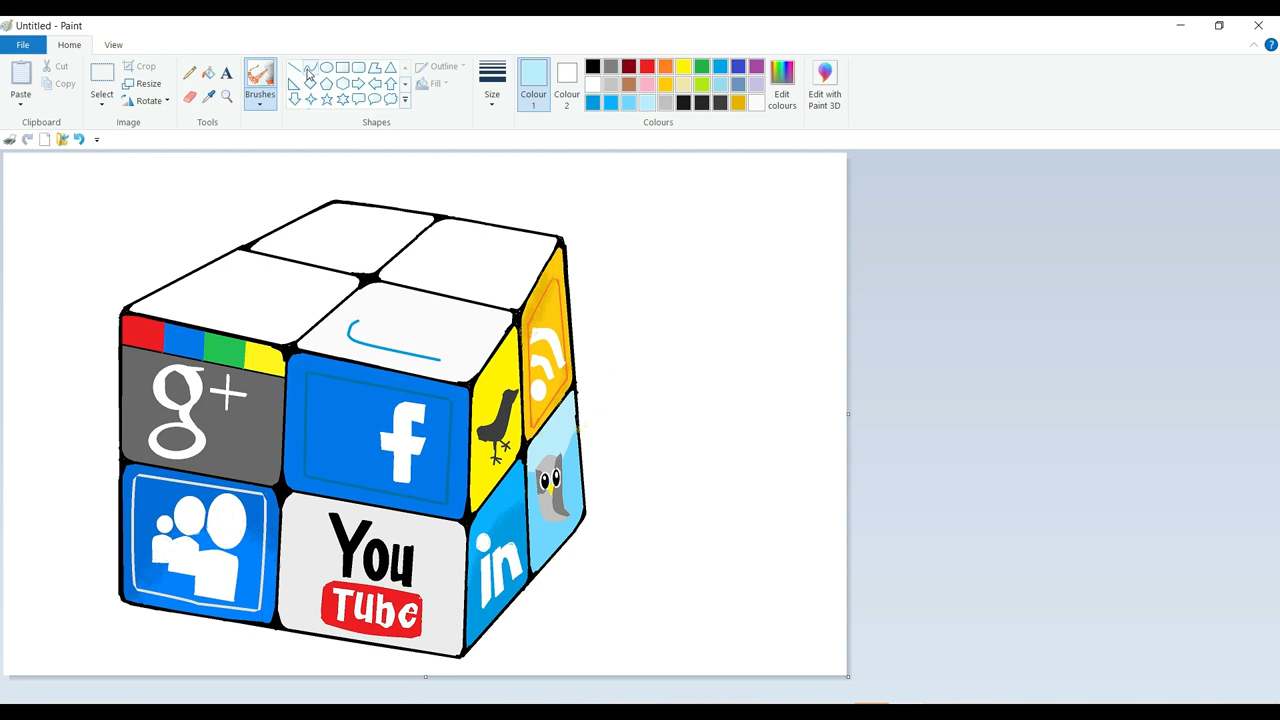 Untitled - Paint
File Home View
Paste
Cut
Copy
Clipboard
Select
Crop
Resize
Rotate
Image
A
Tools
Brushes
Outline
Fill
Shapes
Size
Colour 1
Colour 2
Edit colours
Edit with Paint 3D
Colours
?
g+
f
You
Tube
in